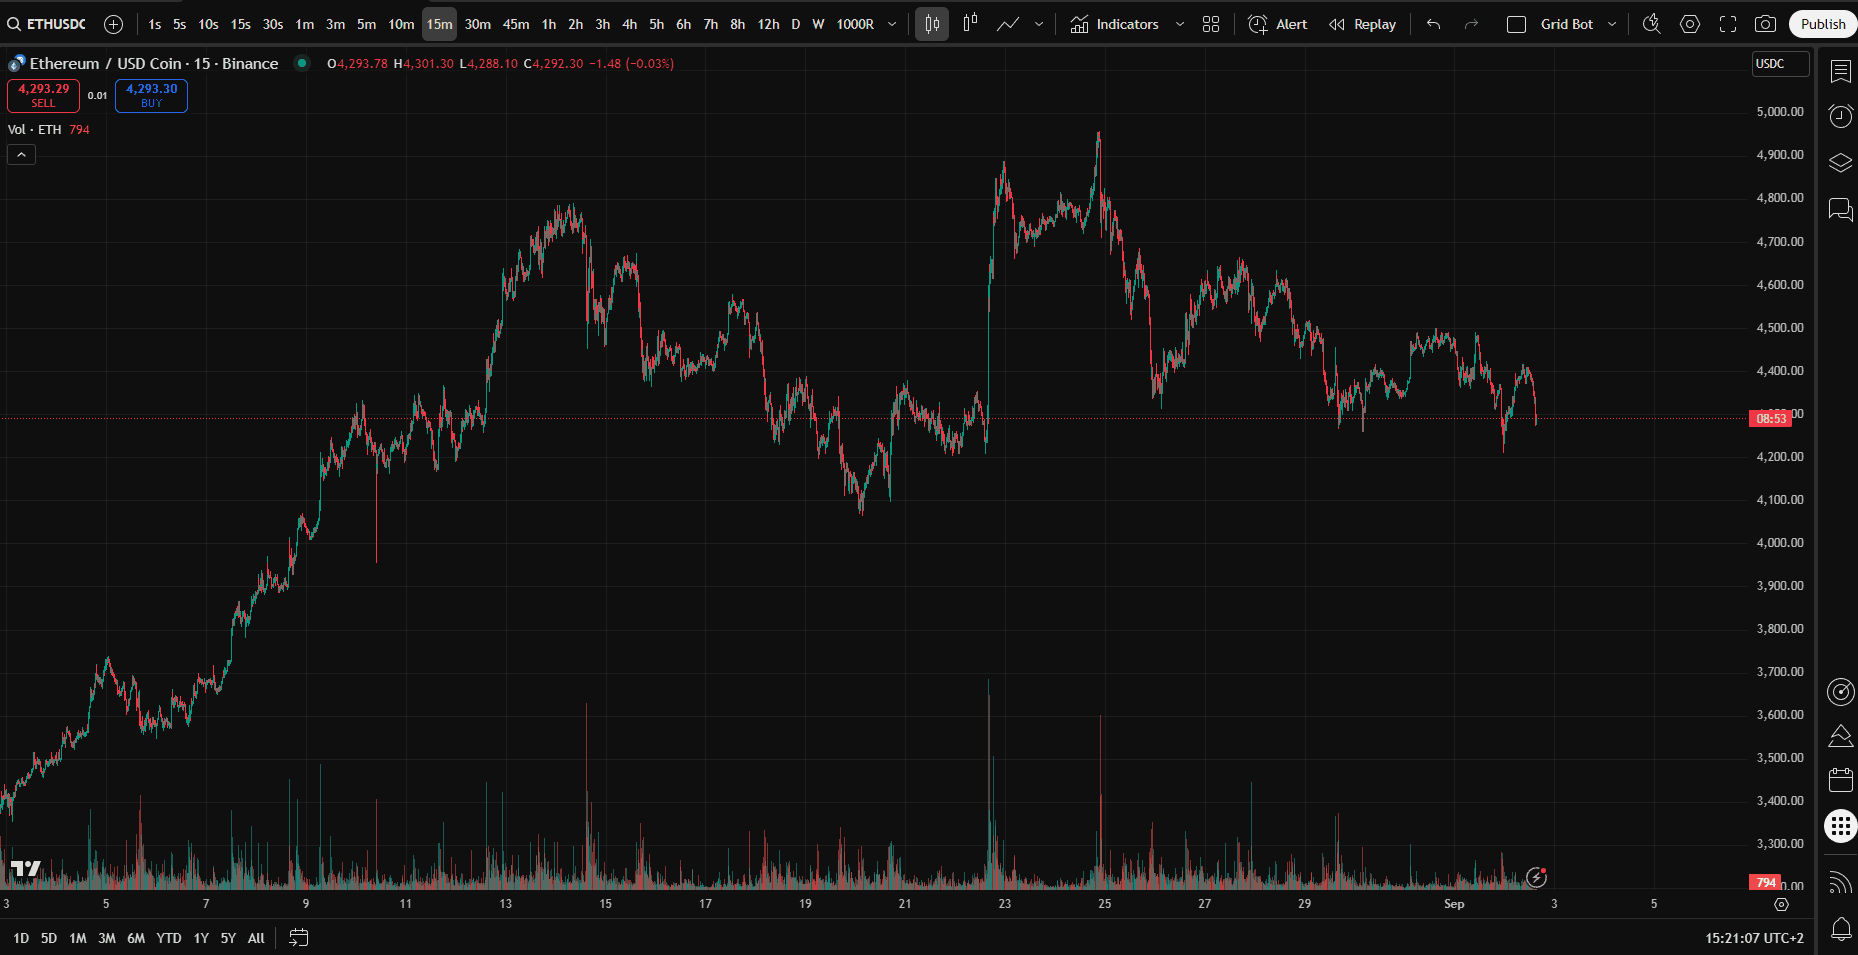 ETHUSDC 1s 5s 10s 15s 30s 1m 3m 5m 10m 15m 30m 45m 1h 2h 3h 4h 5h 6h 7h 8h 12h D W 1000R Indicators Alert Replay Grid Bot Publish
Ethereum / USD Coin · 15 · Binance O4,293.78 H4,301.30 L4,288.10 C4,292.30 −1.48 (−0.03%)
USDC
4,293.29 SELL 0.01 4,293.30 BUY
Vol · ETH 794
5,000.00
4,900.00
4,800.00
4,700.00
4,600.00
4,500.00
4,400.00
08:53
4,200.00
4,100.00
4,000.00
3,900.00
3,800.00
3,700.00
3,600.00
3,500.00
3,400.00
3,300.00
794
3 5 7 9 11 13 15 17 19 21 23 25 27 29 Sep 3 5
1D 5D 1M 3M 6M YTD 1Y 5Y All 15:21:07 UTC+2